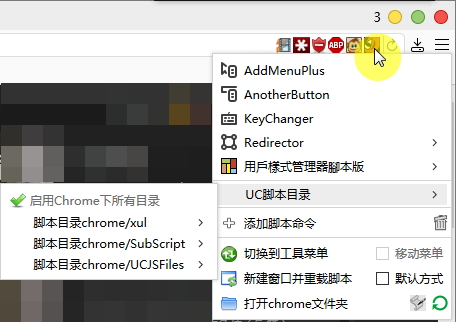 3
ABP
AddMenuPlus
AnotherButton
KeyChanger
Redirector
用戶樣式管理器腳本版
UC脚本目录
启用Chrome下所有目录
脚本目录chrome/xul
脚本目录chrome/SubScript
脚本目录chrome/UCJSFiles
添加脚本命令
切换到工具菜单
移动菜单
新建窗口并重载脚本
默认方式
打开chrome文件夹